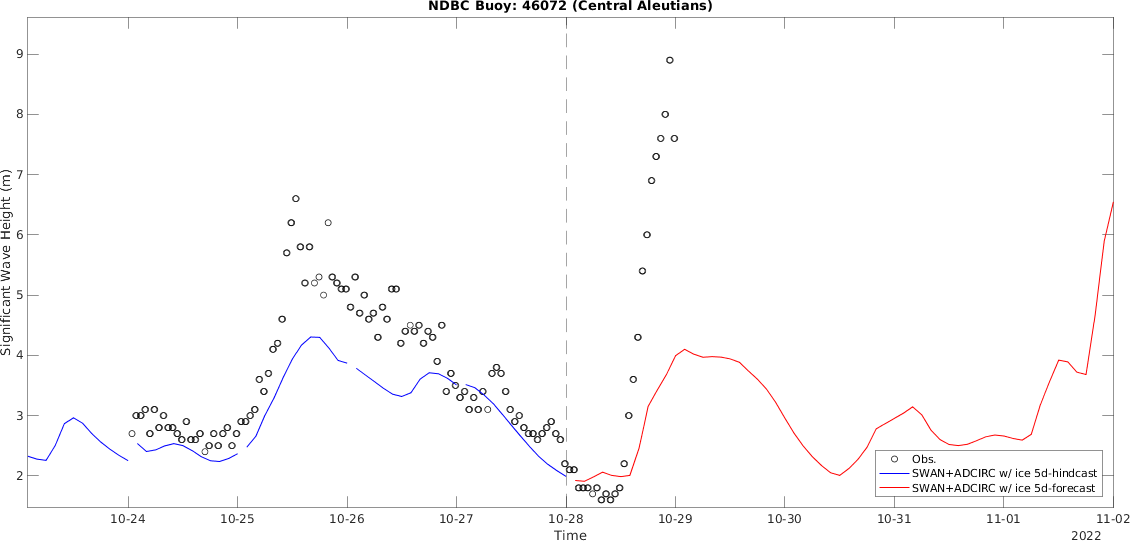 NDBC Buoy: 46072 (Central Aleutians)
Significant Wave Height (m)
9
8
7
6
5
4
3
2
Obs.
SWAN+ADCIRC w/ ice 5d-hindcast
SWAN+ADCIRC w/ ice 5d-forecast
10-24 10-25 10-26 10-27 10-28 10-29 10-30 10-31 11-01 11-02
Time 2022